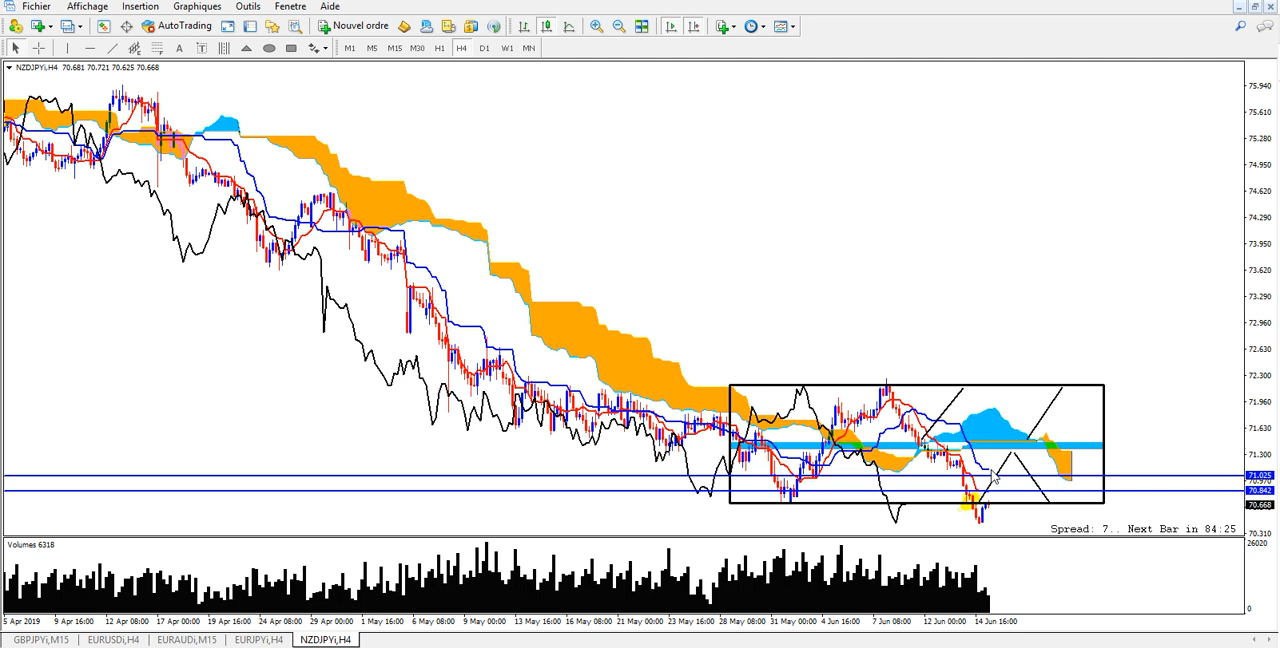 Fichier Affichage Insertion Graphiques Outils Fenetre Aide
AutoTrading Nouvel ordre
A T M1 M5 M15 M30 H1 H4 D1 W1 MN
NZDJPYi,H4 70.681 70.721 70.625 70.668
75.940
75.610
75.280
74.950
74.620
74.290
73.950
73.620
73.290
72.960
72.630
72.300
71.960
71.630
71.300
71.025
70.970
70.842
70.668
70.310
Spread: 7.. Next Bar in 84:25
Volumes 6318
26020
0
5 Apr 2019 9 Apr 16:00 12 Apr 08:00 17 Apr 00:00 19 Apr 16:00 24 Apr 08:00 29 Apr 00:00 1 May 16:00 6 May 08:00 9 May 00:00 13 May 16:00 16 May 08:00 21 May 00:00 23 May 16:00 28 May 08:00 31 May 00:00 4 Jun 16:00 7 Jun 08:00 12 Jun 00:00 14 Jun 16:00
GBPJPYi,M15 EURUSDi,H4 EURAUDi,M15 EURJPYi,H4 NZDJPYi,H4